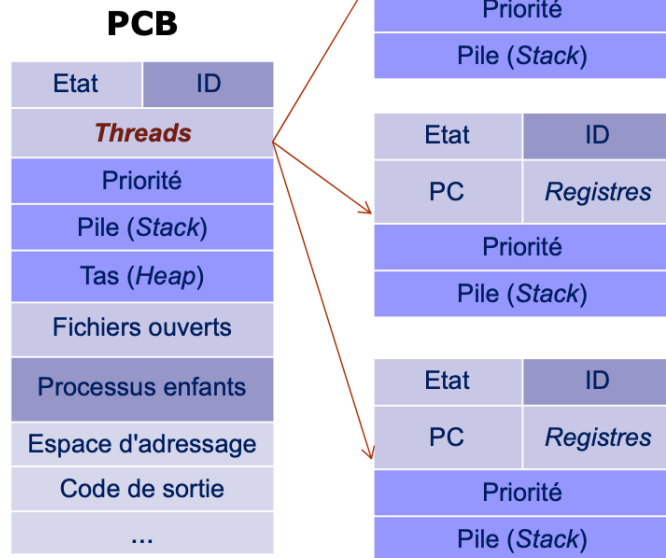 PCB
Etat ID
Threads
Priorité
Pile (Stack)
Tas (Heap)
Fichiers ouverts
Processus enfants
Espace d'adressage
Code de sortie
...
Priorité
Pile (Stack)
Etat ID
PC Registres
Priorité
Pile (Stack)
Etat ID
PC Registres
Priorité
Pile (Stack)